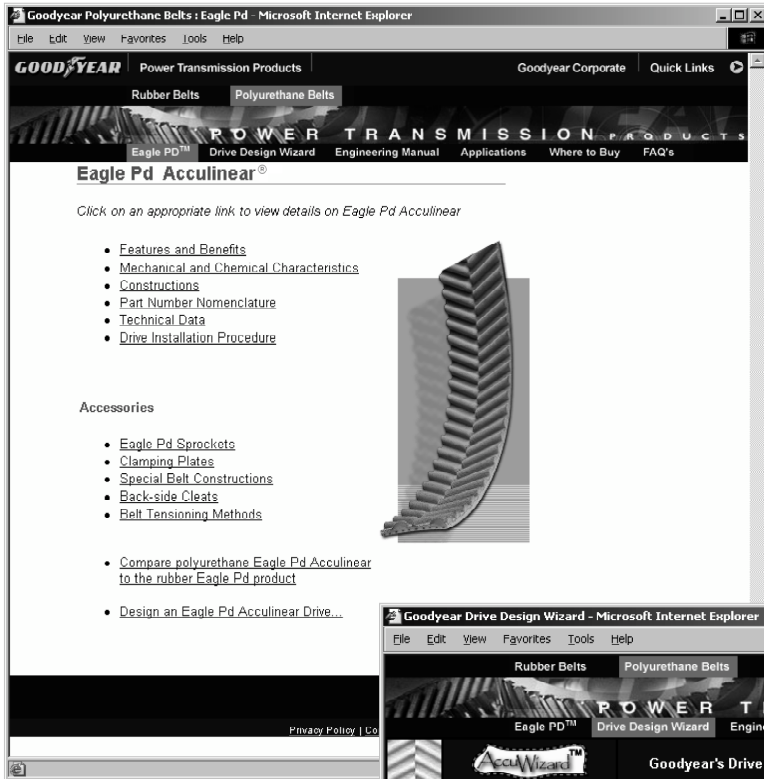 Goodyear Polyurethane Belts : Eagle Pd - Microsoft Internet Explorer
File Edit View Favorites Tools Help
GOODYEAR Power Transmission Products Goodyear Corporate Quick Links
Rubber Belts Polyurethane Belts
POWER TRANSMISSION PRODUCTS
Eagle PD™ Drive Design Wizard Engineering Manual Applications Where to Buy FAQ's
Eagle Pd Acculinear®
Click on an appropriate link to view details on Eagle Pd Acculinear
• Features and Benefits
• Mechanical and Chemical Characteristics
• Constructions
• Part Number Nomenclature
• Technical Data
• Drive Installation Procedure
Accessories
• Eagle Pd Sprockets
• Clamping Plates
• Special Belt Constructions
• Back-side Cleats
• Belt Tensioning Methods
• Compare polyurethane Eagle Pd Acculinear
to the rubber Eagle Pd product
• Design an Eagle Pd Acculinear Drive...
Privacy Policy | Co
Goodyear Drive Design Wizard - Microsoft Internet Explorer
File Edit View Favorites Tools Help
Rubber Belts Polyurethane Belts
POWER T
Eagle PD™ Drive Design Wizard Engine
AccuWizard™ Goodyear's Drive